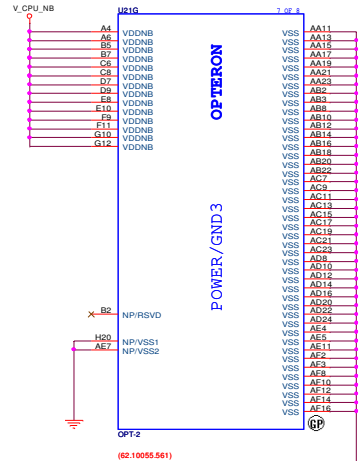 V_CPU_NB U21G 7 OF 8
A4 VDDNB VSS AA11
A6 VDDNB VSS AA13
B5 VDDNB VSS AA15
B7 VDDNB VSS AA17
C6 VDDNB VSS AA19
C8 VDDNB VSS AA21
D7 VDDNB VSS AA23
D9 VDDNB VSS AB2
E8 VDDNB VSS AB3
E10 VDDNB VSS AB8
F9 VDDNB VSS AB10
F11 VDDNB VSS AB12
G10 VDDNB VSS AB14
G12 VDDNB VSS AB16
OPTERON
VSS AB18
VSS AB20
VSS AB22
VSS AC7
VSS AC9
VSS AC11
VSS AC13
VSS AC15
VSS AC17
VSS AC19
VSS AC21
VSS AC23
VSS AD8
VSS AD10
VSS AD12
VSS AD14
VSS AD16
POWER/GND3
VSS AD20
B2 NP/RSVD VSS AD22
VSS AD24
VSS AE4
H20 NP/VSS1 VSS AE5
AE7 NP/VSS2 VSS AE11
VSS AF2
VSS AF3
VSS AF8
VSS AF10
VSS AF12
VSS AF14
VSS AF16
GP
OPT-2
(62.10055.561)